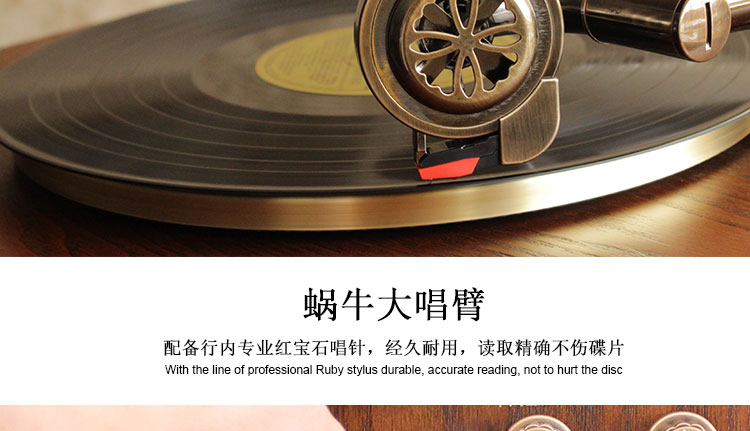 蜗牛大唱臂
配备行内专业红宝石唱针，经久耐用，读取精确不伤碟片
With the line of professional Ruby stylus durable, accurate reading, not to hurt the disc